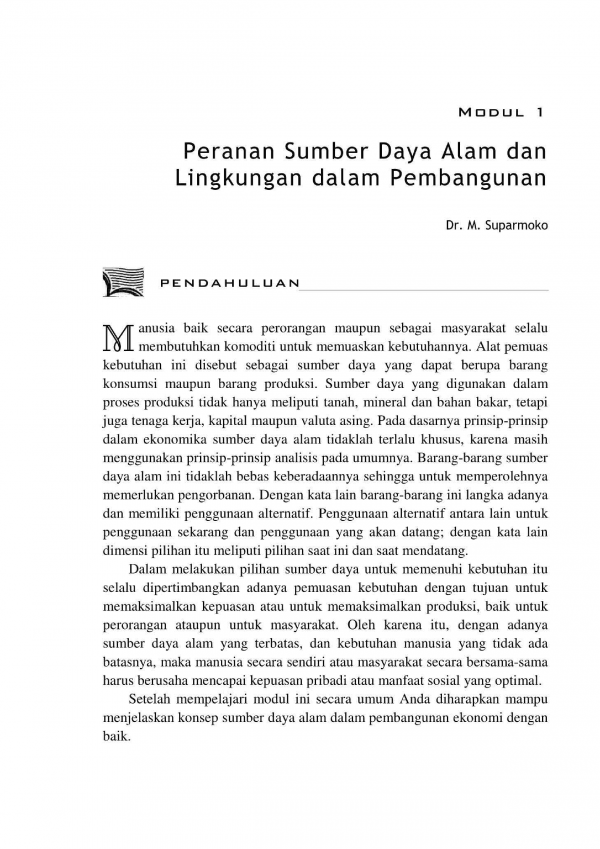 MODUL 1
Peranan Sumber Daya Alam dan
Lingkungan dalam Pembangunan
Dr. M. Suparmoko
PENDAHULUAN
Manusia baik secara perorangan maupun sebagai masyarakat selalu
membutuhkan komoditi untuk memuaskan kebutuhannya. Alat pemuas
kebutuhan ini disebut sebagai sumber daya yang dapat berupa barang
konsumsi maupun barang produksi. Sumber daya yang digunakan dalam
proses produksi tidak hanya meliputi tanah, mineral dan bahan bakar, tetapi
juga tenaga kerja, kapital maupun valuta asing. Pada dasarnya prinsip-prinsip
dalam ekonomika sumber daya alam tidaklah terlalu khusus, karena masih
menggunakan prinsip-prinsip analisis pada umumnya. Barang-barang sumber
daya alam ini tidaklah bebas keberadaannya sehingga untuk memperolehnya
memerlukan pengorbanan. Dengan kata lain barang-barang ini langka adanya
dan memiliki penggunaan alternatif. Penggunaan alternatif antara lain untuk
penggunaan sekarang dan penggunaan yang akan datang; dengan kata lain
dimensi pilihan itu meliputi pilihan saat ini dan saat mendatang.
Dalam melakukan pilihan sumber daya untuk memenuhi kebutuhan itu
selalu dipertimbangkan adanya pemuasan kebutuhan dengan tujuan untuk
memaksimalkan kepuasan atau untuk memaksimalkan produksi, baik untuk
perorangan ataupun untuk masyarakat. Oleh karena itu, dengan adanya
sumber daya alam yang terbatas, dan kebutuhan manusia yang tidak ada
batasnya, maka manusia secara sendiri atau masyarakat secara bersama-sama
harus berusaha mencapai kepuasan pribadi atau manfaat sosial yang optimal.
Setelah mempelajari modul ini secara umum Anda diharapkan mampu
menjelaskan konsep sumber daya alam dalam pembangunan ekonomi dengan
baik.